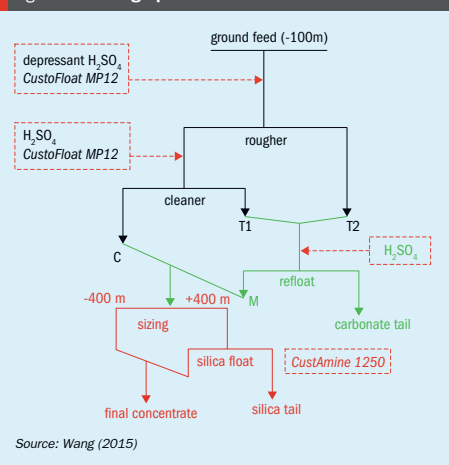 ground feed (-100m)
depressant H₂SO₄
CustoFloat MP12
H₂SO₄
CustoFloat MP12
rougher
cleaner
T1
T2
C
H₂SO₄
refloat
-400 m
+400 m
M
sizing
carbonate tail
silica float
CustAmine 1250
final concentrate
silica tail
Source: Wang (2015)